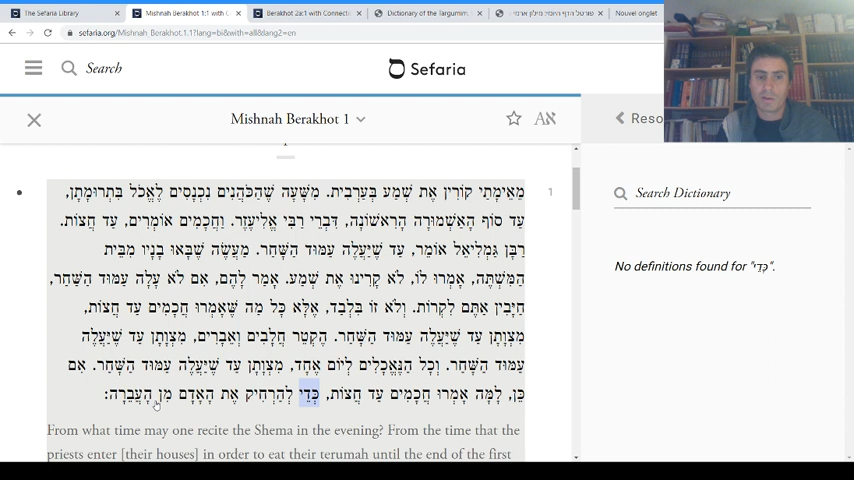 The Sefaria Library
Mishnah Berakhot 1:1 with C
Berakhot 2a:1 with Connecti
Dictionary of the Targumim,
פורטל הדף היומי: מילון ארמי
Nouvel onglet
sefaria.org/Mishnah_Berakhot.1.1?lang=bi&with=all&lang2=en
Search
Sefaria
Mishnah Berakhot 1
Reso
1
מֵאֵימָתַי קוֹרִין אֶת שְׁמַע בְּעַרְבִית. מִשָּׁעָה שֶׁהַכֹּהֲנִים נִכְנָסִים לֶאֱכֹל בִּתְרוּמָתָן,
עַד סוֹף הָאַשְׁמוּרָה הָרִאשׁוֹנָה, דִּבְרֵי רַבִּי אֱלִיעֶזֶר. וַחֲכָמִים אוֹמְרִים, עַד חֲצוֹת.
רַבָּן גַּמְלִיאֵל אוֹמֵר, עַד שֶׁיַּעֲלֶה עַמּוּד הַשָּׁחַר. מַעֲשֶׂה שֶׁבָּאוּ בָנָיו מִבֵּית
הַמִּשְׁתֶּה, אָמְרוּ לוֹ, לֹא קָרִינוּ אֶת שְׁמַע. אָמַר לָהֶם, אִם לֹא עָלָה עַמּוּד הַשַּׁחַר,
חַיָּבִין אַתֶּם לִקְרוֹת. וְלֹא זוֹ בִּלְבַד, אֶלָּא כָּל מַה שֶּׁאָמְרוּ חֲכָמִים עַד חֲצוֹת,
מִצְוָתָן עַד שֶׁיַּעֲלֶה עַמּוּד הַשָּׁחַר. הֶקְטֵר חֲלָבִים וְאֵבָרִים, מִצְוָתָן עַד שֶׁיַּעֲלֶה
עַמּוּד הַשָּׁחַר. וְכָל הַנֶּאֱכָלִים לְיוֹם אֶחָד, מִצְוָתָן עַד שֶׁיַּעֲלֶה עַמּוּד הַשָּׁחַר. אִם
כֵּן, לָמָּה אָמְרוּ חֲכָמִים עַד חֲצוֹת, כְּדֵי לְהַרְחִיק אֶת הָאָדָם מִן הָעֲבֵרָה:
From what time may one recite the Shema in the evening? From the time that the
priests enter [their houses] in order to eat their terumah until the end of the first
Search Dictionary
No definitions found for "כְּדֵי".